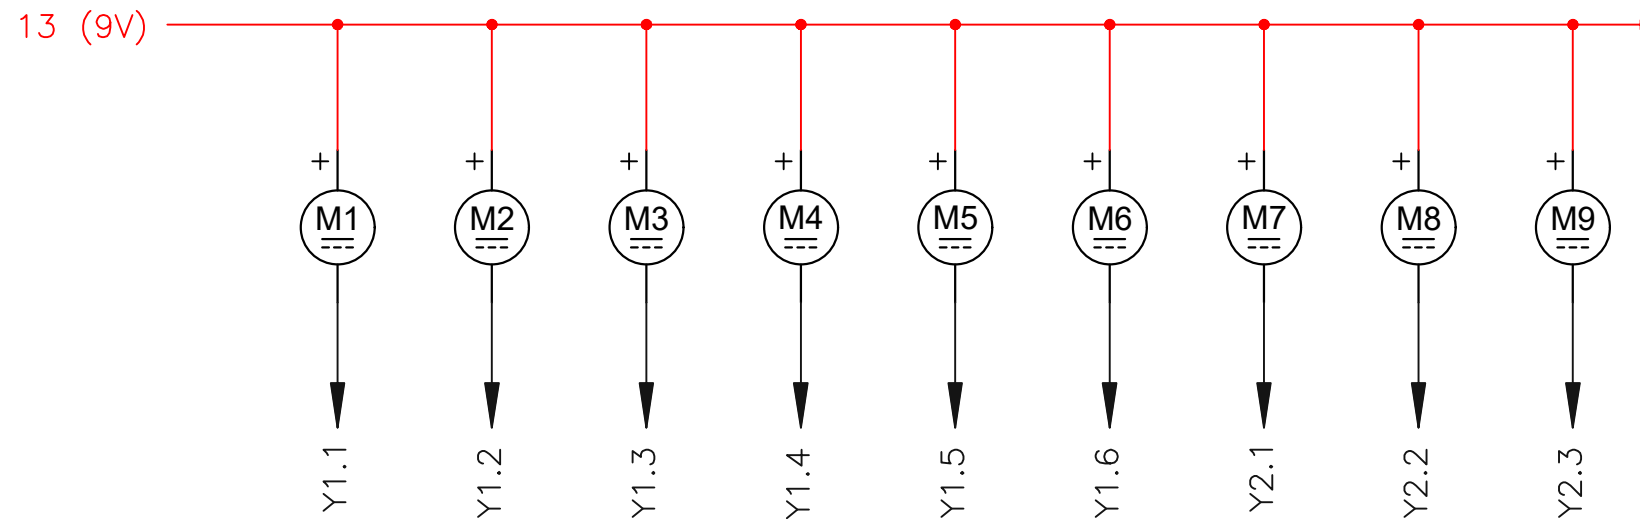 13 (9V)
+ + + + + + + + +
M1 M2 M3 M4 M5 M6 M7 M8 M9
Y1.1 Y1.2 Y1.3 Y1.4 Y1.5 Y1.6 Y2.1 Y2.2 Y2.3